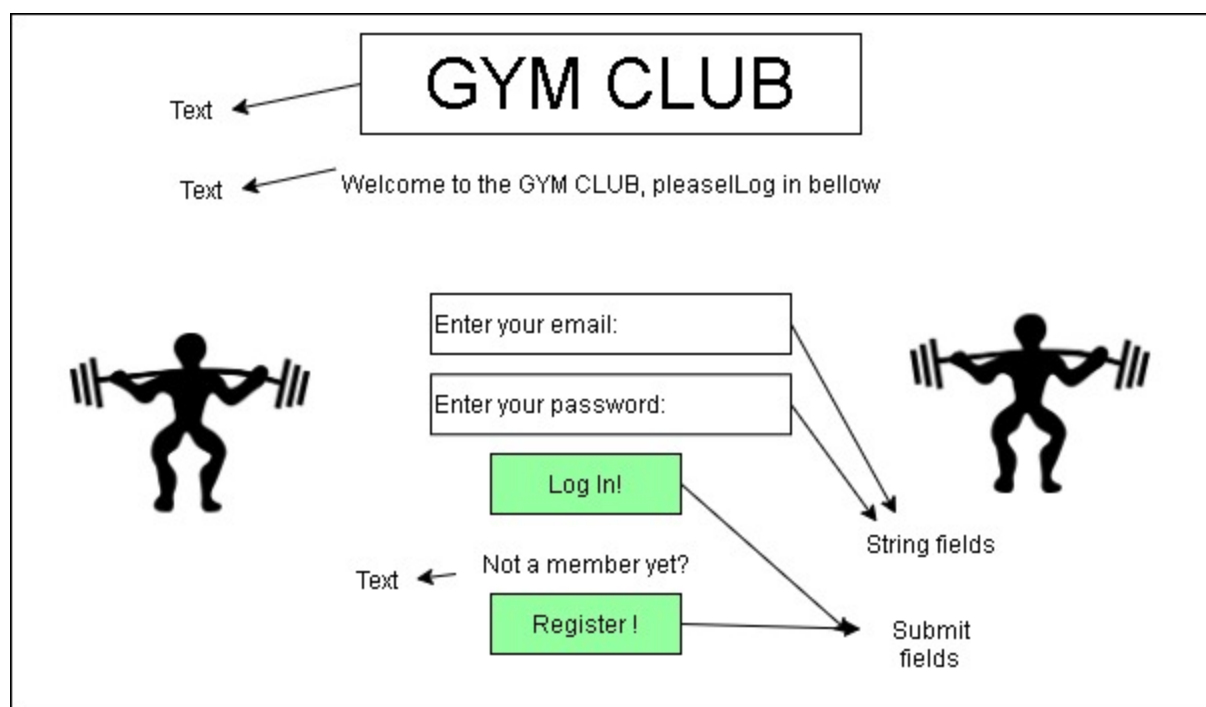 GYM CLUB
Text
Text
Welcome to the GYM CLUB, pleaselLog in bellow
Enter your email:
Enter your password:
Log In!
String fields
Not a member yet?
Text
Register !
Submit
fields